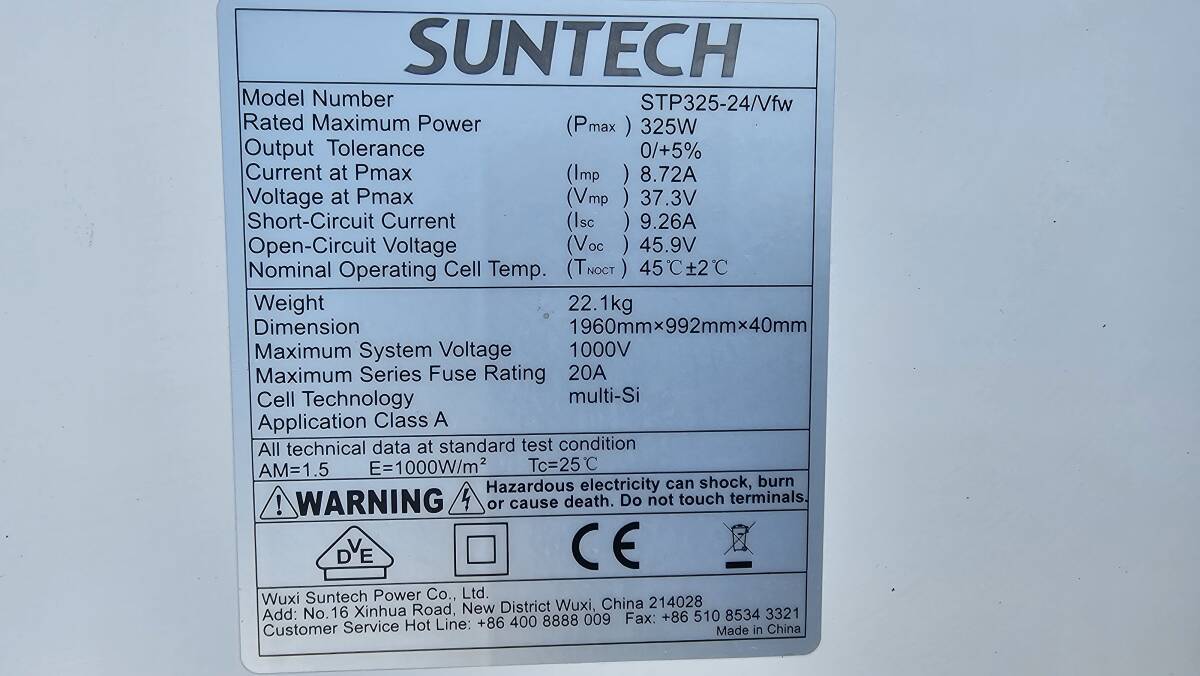 SUNTECH
Model Number STP325-24/Vfw
Rated Maximum Power (Pmax ) 325W
Output Tolerance 0/+5%
Current at Pmax (Imp ) 8.72A
Voltage at Pmax (Vmp ) 37.3V
Short-Circuit Current (Isc ) 9.26A
Open-Circuit Voltage (Voc ) 45.9V
Nominal Operating Cell Temp. (TNOCT ) 45℃±2℃
Weight 22.1kg
Dimension 1960mm×992mm×40mm
Maximum System Voltage 1000V
Maximum Series Fuse Rating 20A
Cell Technology multi-Si
Application Class A
All technical data at standard test condition
AM=1.5 E=1000W/m² Tc=25℃
WARNING Hazardous electricity can shock, burn
or cause death. Do not touch terminals.
DVE CE
Wuxi Suntech Power Co., Ltd.
Add: No.16 Xinhua Road, New District Wuxi, China 214028
Customer Service Hot Line: +86 400 8888 009 Fax: +86 510 8534 3321
Made in China